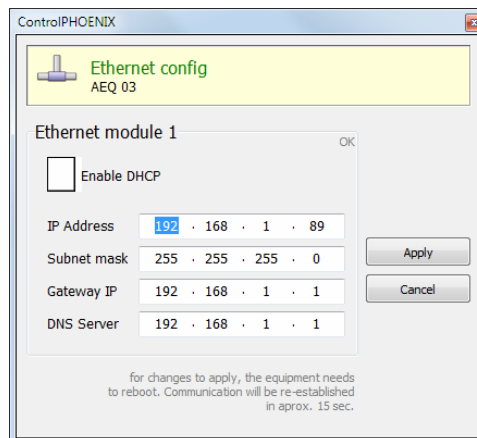 ControlPHOENIX
Ethernet config
AEQ 03
Ethernet module 1
OK
Enable DHCP
IP Address 192 . 168 . 1 . 89
Subnet mask 255 . 255 . 255 . 0
Apply
Gateway IP 192 . 168 . 1 . 1
Cancel
DNS Server 192 . 168 . 1 . 1
for changes to apply, the equipment needs
to reboot. Communication will be re-established
in aprox. 15 sec.